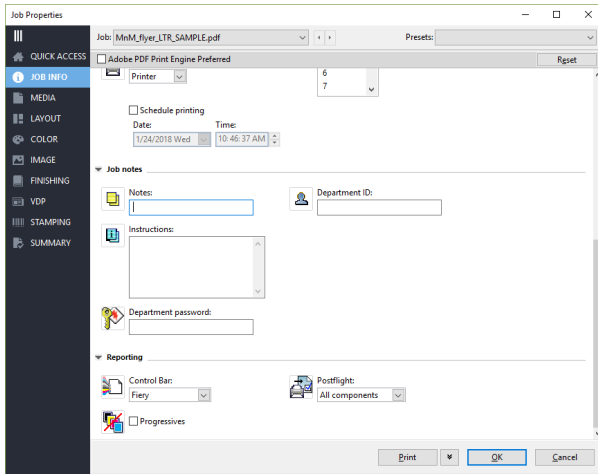 Job Properties
Job: MnM_flyer_LTR_SAMPLE.pdf
Presets:
Adobe PDF Print Engine Preferred
Reset
QUICK ACCESS
JOB INFO
MEDIA
LAYOUT
COLOR
IMAGE
FINISHING
VDP
STAMPING
SUMMARY
Printer
6
7
Schedule printing
Date: Time:
1/24/2018 Wed 10:46:37 AM
Job notes
Notes: Department ID:
Instructions:
Department password:
Reporting
Control Bar: Postflight:
Fiery All components
Progressives
Print OK Cancel